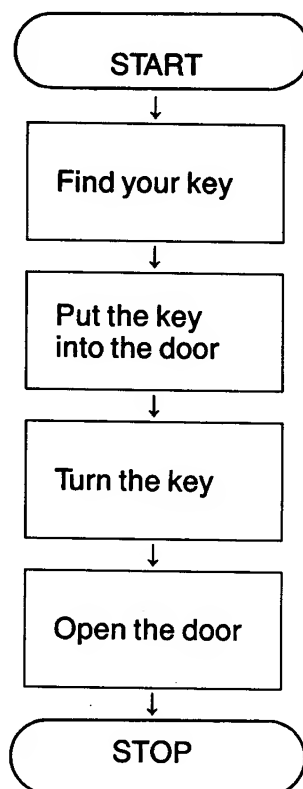 START
Find your key
Put the key
into the door
Turn the key
Open the door
STOP